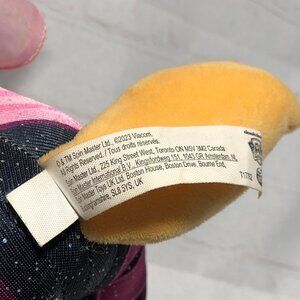 © & TM Spin Master Ltd. ©2023 Viacom.
All Rights Reserved. / Tous droits réservés.
Spin Master Ltd., 225 King Street West, Toronto ON M5V 3M2 Canada
Spin Master International B.V., Kingsfordweg 151, 1043 GR Amsterdam, NL
Spin Master Toys UK Ltd. Boston House, Boston Drive, Bourne End,
Buckinghamshire, SL8 5YS, UK
nickelodeon